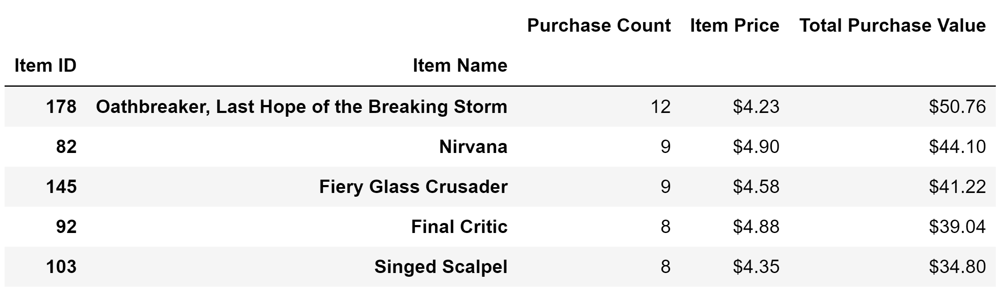 Purchase Count Item Price Total Purchase Value
Item ID Item Name
178 Oathbreaker, Last Hope of the Breaking Storm 12 $4.23 $50.76
82 Nirvana 9 $4.90 $44.10
145 Fiery Glass Crusader 9 $4.58 $41.22
92 Final Critic 8 $4.88 $39.04
103 Singed Scalpel 8 $4.35 $34.80